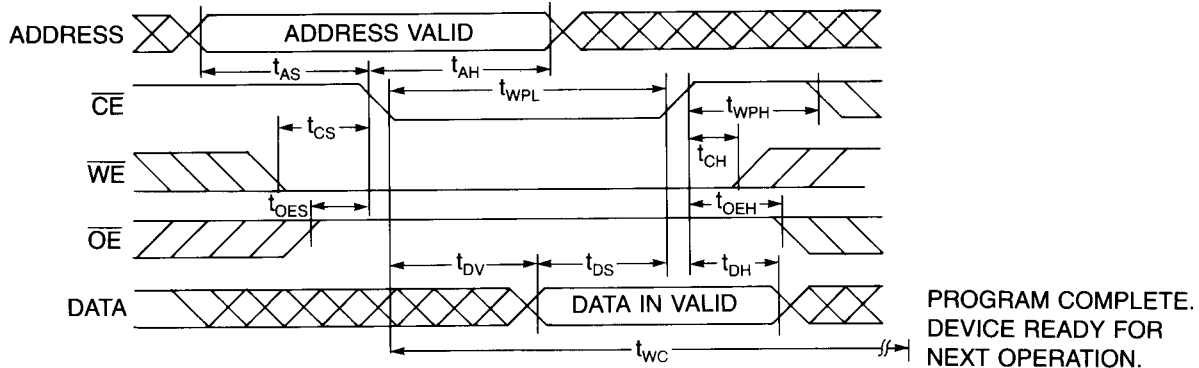 ADDRESS
ADDRESS VALID
tAS
tAH
CE
tWPL
tWPH
tCS
tCH
WE
tOES
tOEH
OE
tDV
tDS
tDH
DATA
DATA IN VALID
tWC
PROGRAM COMPLETE.
DEVICE READY FOR
NEXT OPERATION.